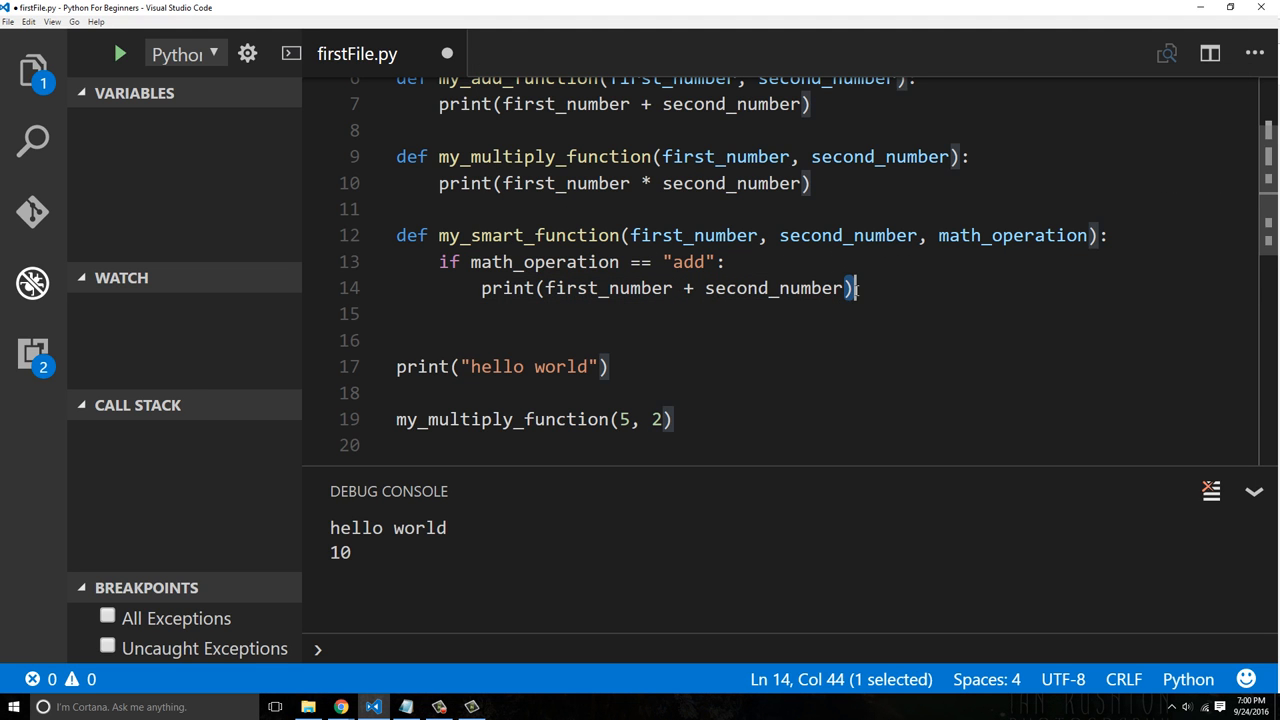 ● firstFile.py - Python For Beginners - Visual Studio Code
File Edit View Go Help
1
Pythor
firstFile.py
VARIABLES
WATCH
2
CALL STACK
BREAKPOINTS
All Exceptions
Uncaught Exceptions
6 def my_add_function(first_number, second_number):
7 print(first_number + second_number)
8
9 def my_multiply_function(first_number, second_number):
10 print(first_number * second_number)
11
12 def my_smart_function(first_number, second_number, math_operation):
13 if math_operation == "add":
14 print(first_number + second_number)
15
16
17 print("hello world")
18
19 my_multiply_function(5, 2)
20
DEBUG CONSOLE
hello world
10
0 0
Ln 14, Col 44 (1 selected) Spaces: 4 UTF-8 CRLF Python
I'm Cortana. Ask me anything.
7:00 PM
9/24/2016